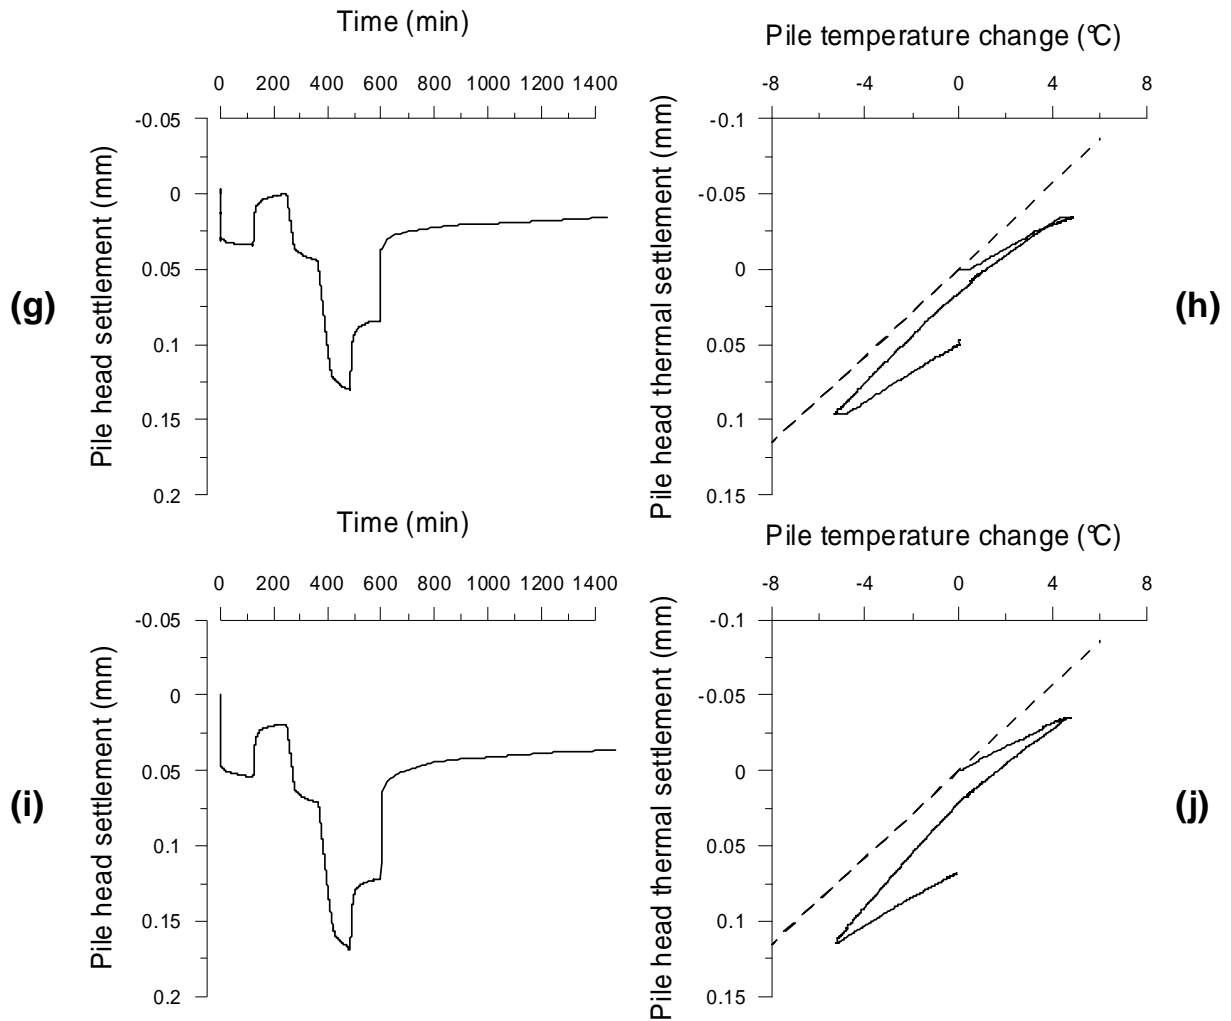 Time (min)
0 200 400 600 800 1000 1200 1400
Pile head settlement (mm)
-0.05
0
0.05
0.1
0.15
0.2
(g)
Pile temperature change (°C)
-8 -4 0 4 8
Pile head thermal settlement (mm)
-0.1
-0.05
0
0.05
0.1
0.15
(h)
Time (min)
0 200 400 600 800 1000 1200 1400
Pile head settlement (mm)
-0.05
0
0.05
0.1
0.15
0.2
(i)
Pile temperature change (°C)
-8 -4 0 4 8
Pile head thermal settlement (mm)
-0.1
-0.05
0
0.05
0.1
0.15
(j)